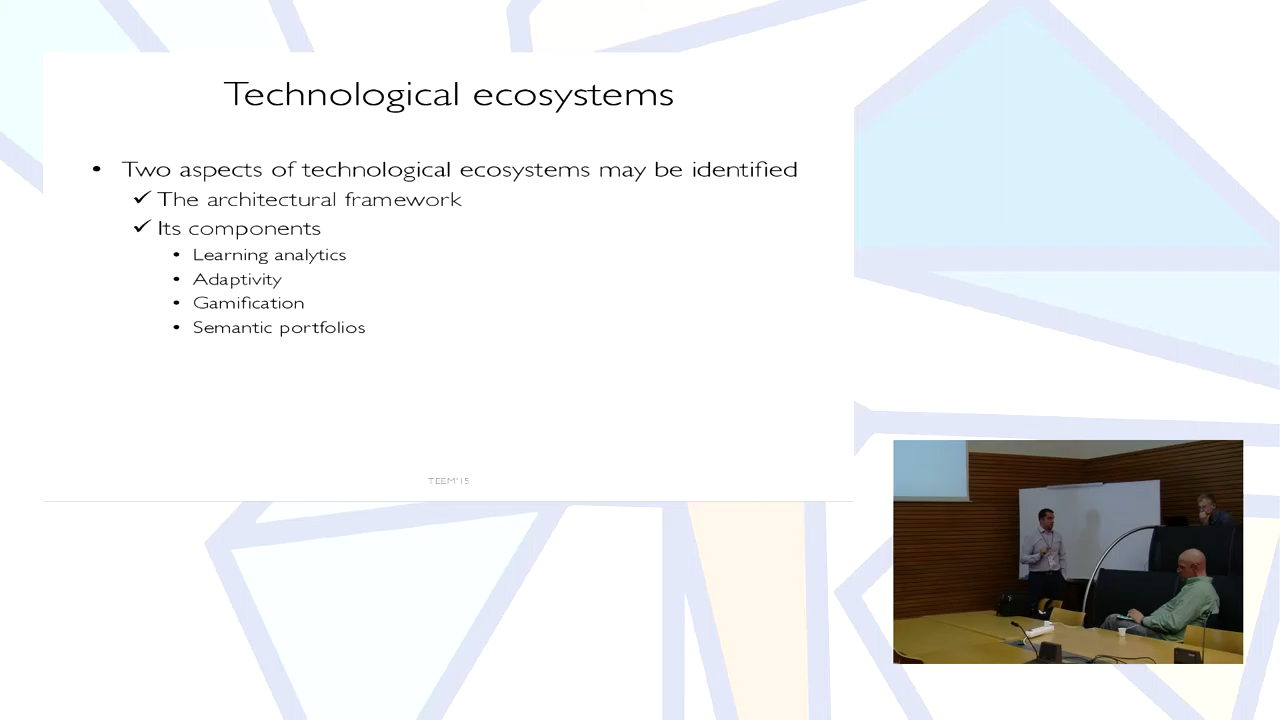 Technological ecosystems
• Two aspects of technological ecosystems may be identified
✓ The architectural framework
✓ Its components
• Learning analytics
• Adaptivity
• Gamification
• Semantic portfolios
TEEM'15